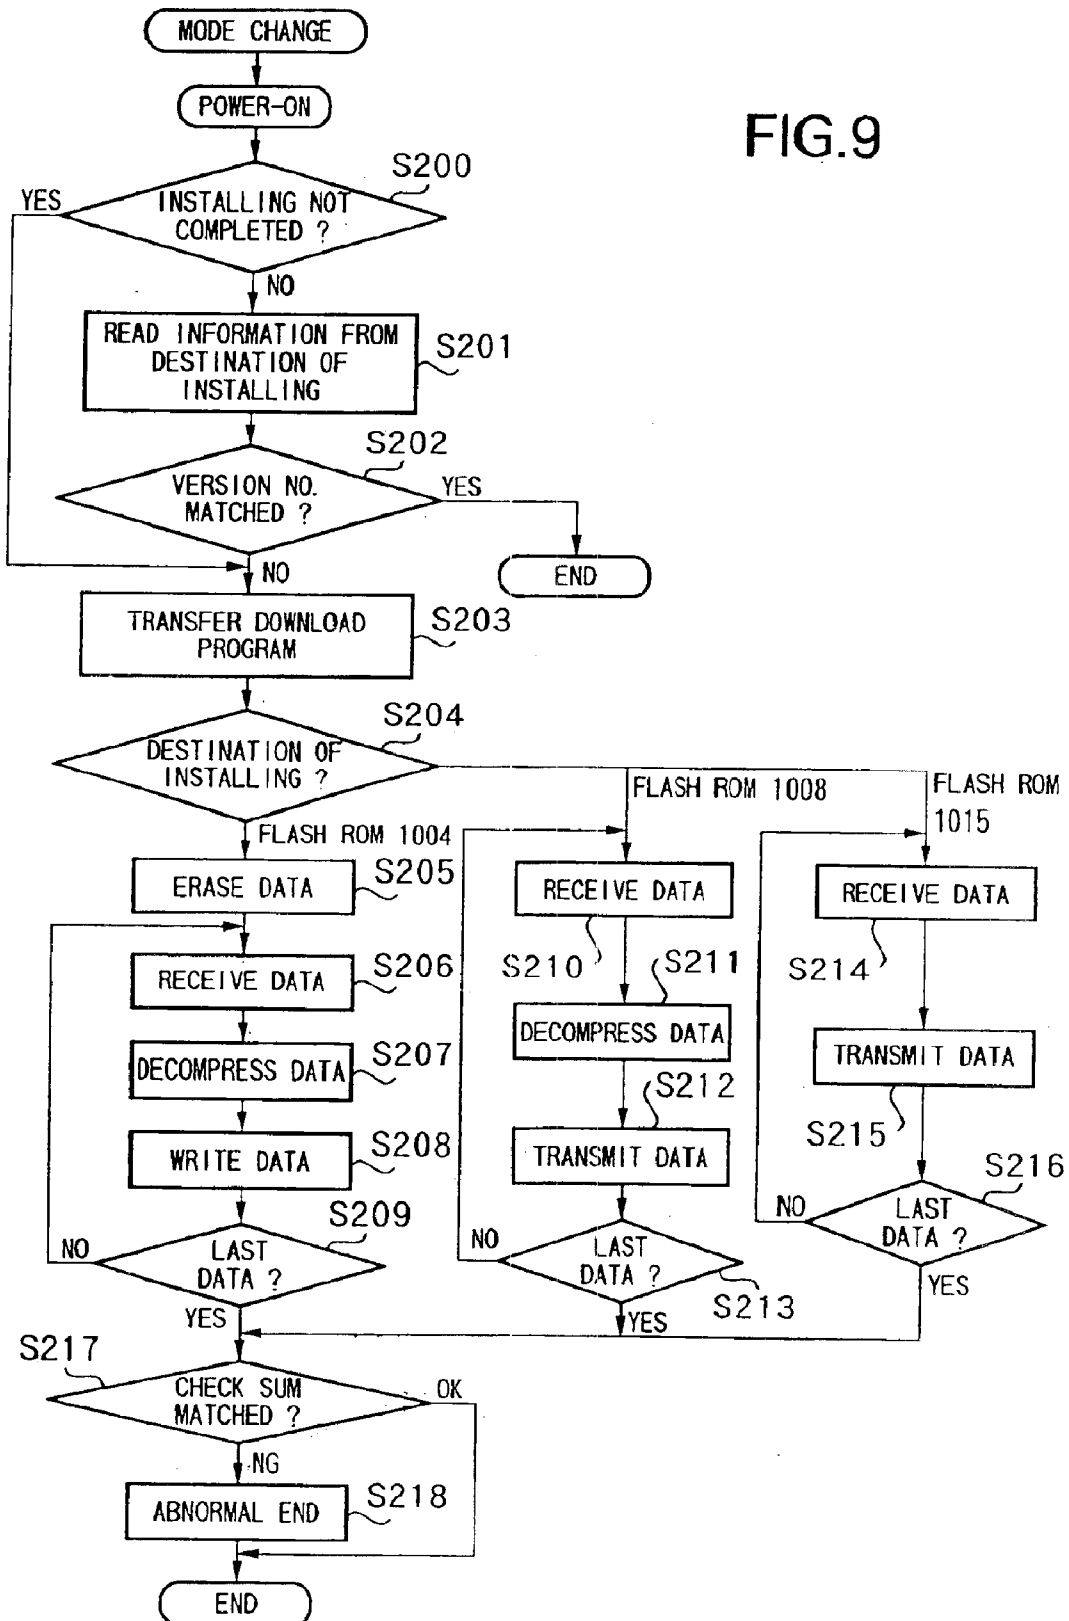 MODE CHANGE
POWER-ON
FIG.9
S200
YES
INSTALLING NOT
COMPLETED ?
NO
READ INFORMATION FROM
DESTINATION OF
INSTALLING
S201
S202
VERSION NO.
MATCHED ?
YES
NO
END
TRANSFER DOWNLOAD
PROGRAM
S203
S204
DESTINATION OF
INSTALLING ?
FLASH ROM 1004
FLASH ROM 1008
FLASH ROM
1015
ERASE DATA
S205
RECEIVE DATA
S206
DECOMPRESS DATA
S207
WRITE DATA
S208
S209
NO
LAST
DATA ?
YES
RECEIVE DATA
S210
S211
DECOMPRESS DATA
S212
TRANSMIT DATA
NO
LAST
DATA ?
S213
YES
RECEIVE DATA
S214
TRANSMIT DATA
S215
S216
NO
LAST
DATA ?
YES
S217
CHECK SUM
MATCHED ?
OK
NG
ABNORMAL END
S218
END